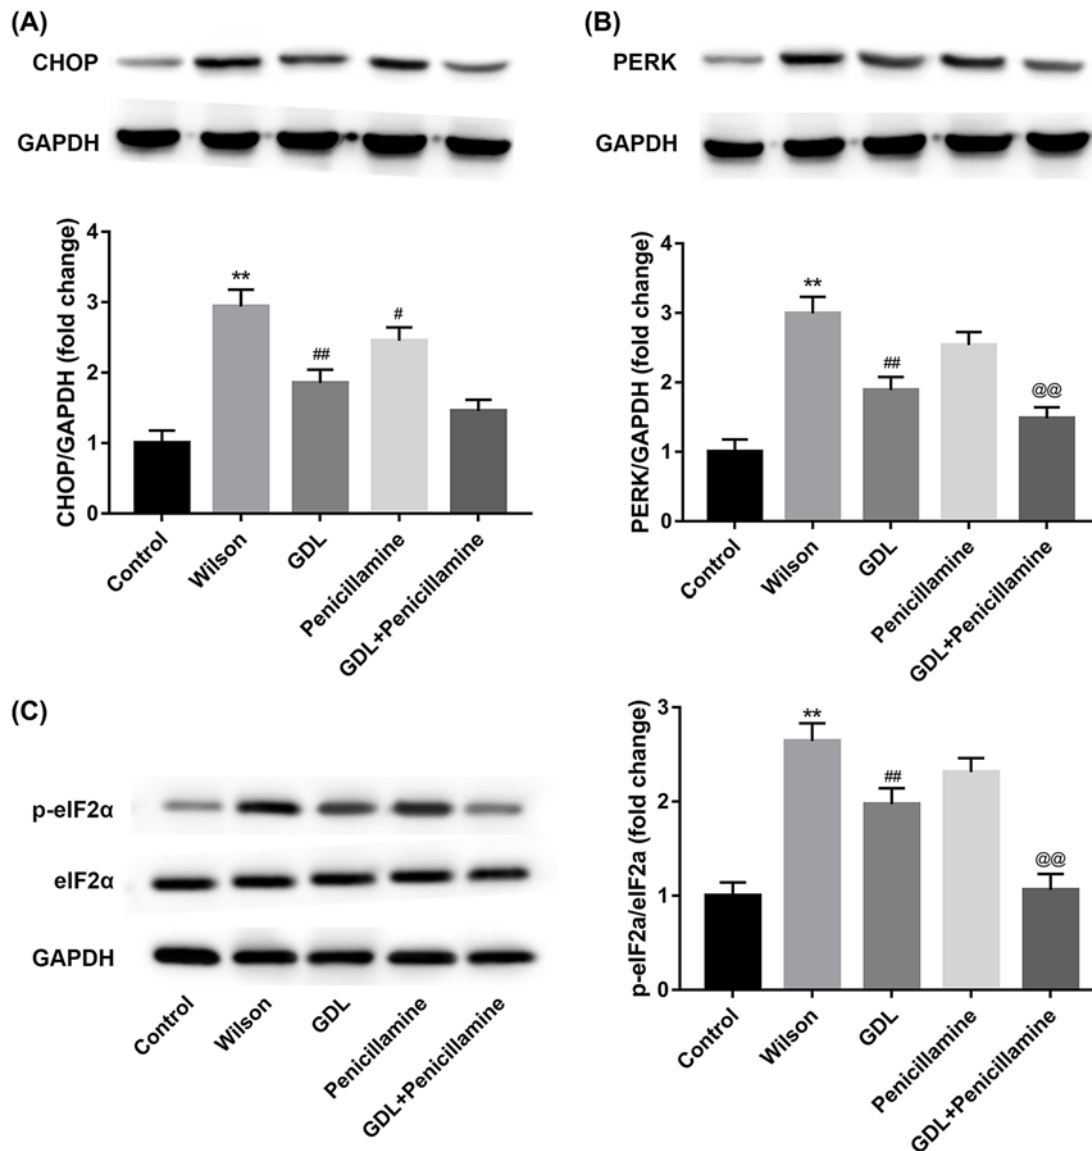 (A)
CHOP
GAPDH
CHOP/GAPDH (fold change)
4
3
2
1
0
**
##
#
Control
Wilson
GDL
Penicillamine
GDL+Penicillamine
(B)
PERK
GAPDH
PERK/GAPDH (fold change)
4
3
2
1
0
**
##
@@
Control
Wilson
GDL
Penicillamine
GDL+Penicillamine
(C)
p-eIF2α
eIF2α
GAPDH
Control
Wilson
GDL
Penicillamine
GDL+Penicillamine
p-eIF2a/eIF2a (fold change)
3
2
1
0
**
##
@@
Control
Wilson
GDL
Penicillamine
GDL+Penicillamine